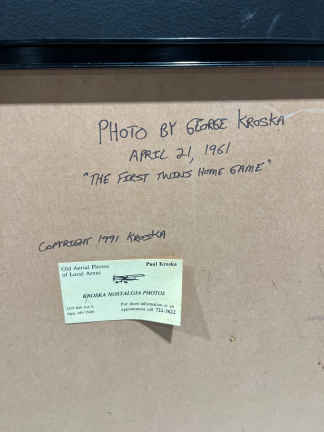 PHOTO BY GEORGE KROSKA
APRIL 21, 1961
"THE FIRST TWINS HOME GAME"
COPYRIGHT 1991 KROSKA
Old Aerial Photos
of Local Areas
Paul Kroska
KROSKA NOSTALGIA PHOTOS
For more information or an
appointment call